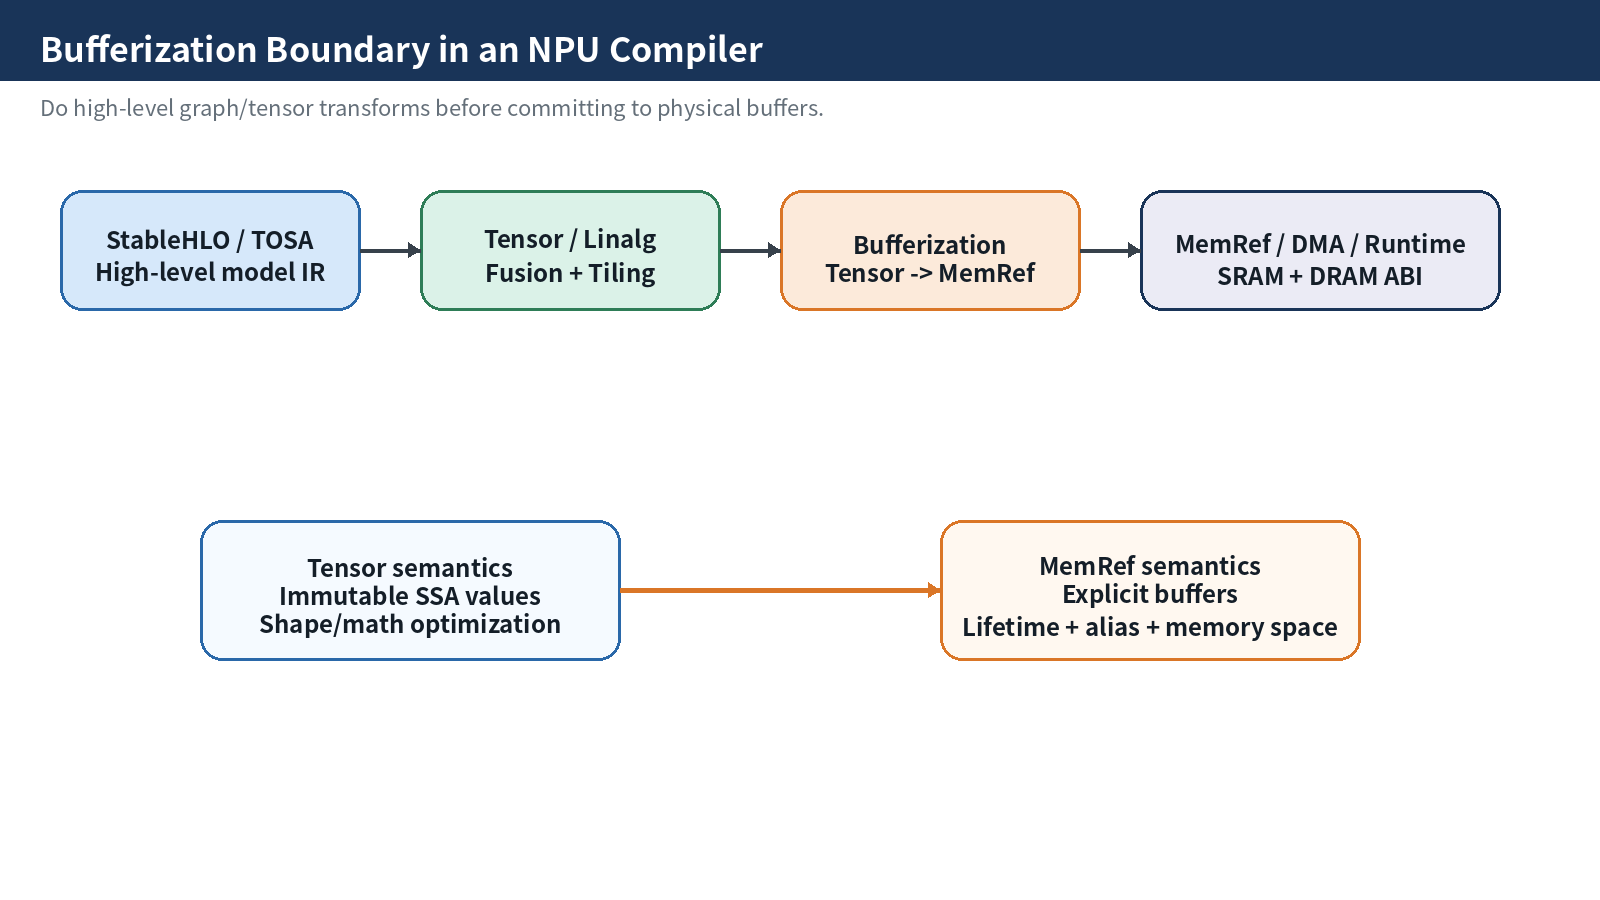 Bufferization Boundary in an NPU Compiler
Do high-level graph/tensor transforms before committing to physical buffers.
StableHLO / TOSA
High-level model IR
Tensor / Linalg
Fusion + Tiling
Bufferization
Tensor -> MemRef
MemRef / DMA / Runtime
SRAM + DRAM ABI
Tensor semantics
Immutable SSA values
Shape/math optimization
MemRef semantics
Explicit buffers
Lifetime + alias + memory space